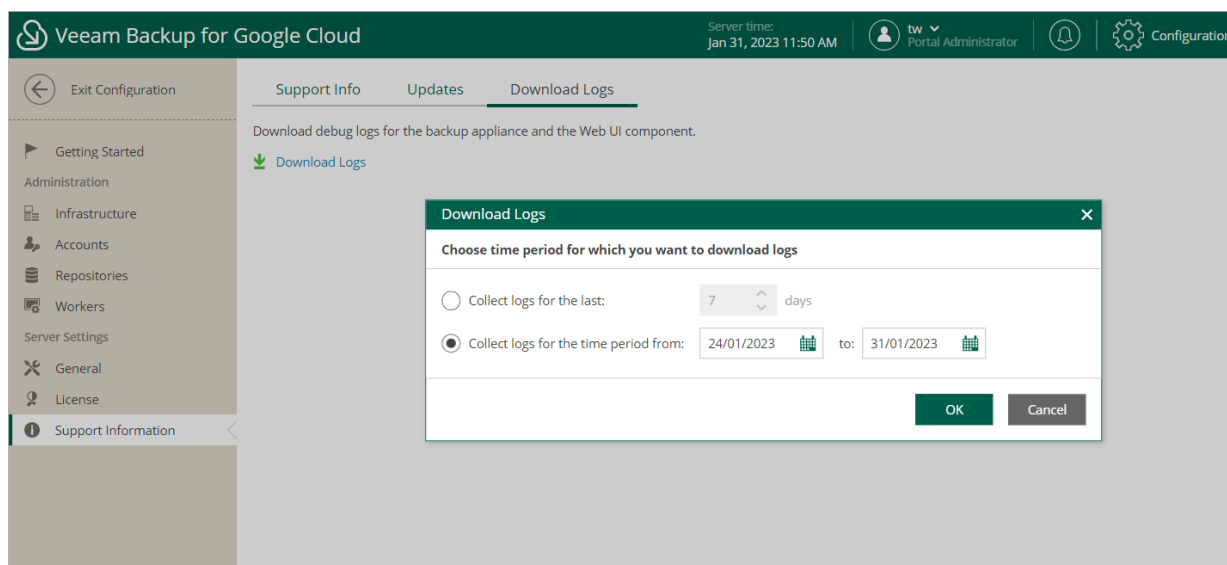 Veeam Backup for Google Cloud
Server time:
Jan 31, 2023 11:50 AM
tw
Portal Administrator
Configuration
Exit Configuration
Getting Started
Administration
Infrastructure
Accounts
Repositories
Workers
Server Settings
General
License
Support Information
Support Info Updates Download Logs
Download debug logs for the backup appliance and the Web UI component.
Download Logs
Download Logs
Choose time period for which you want to download logs
Collect logs for the last: 7 days
Collect logs for the time period from: 24/01/2023 to: 31/01/2023
OK Cancel